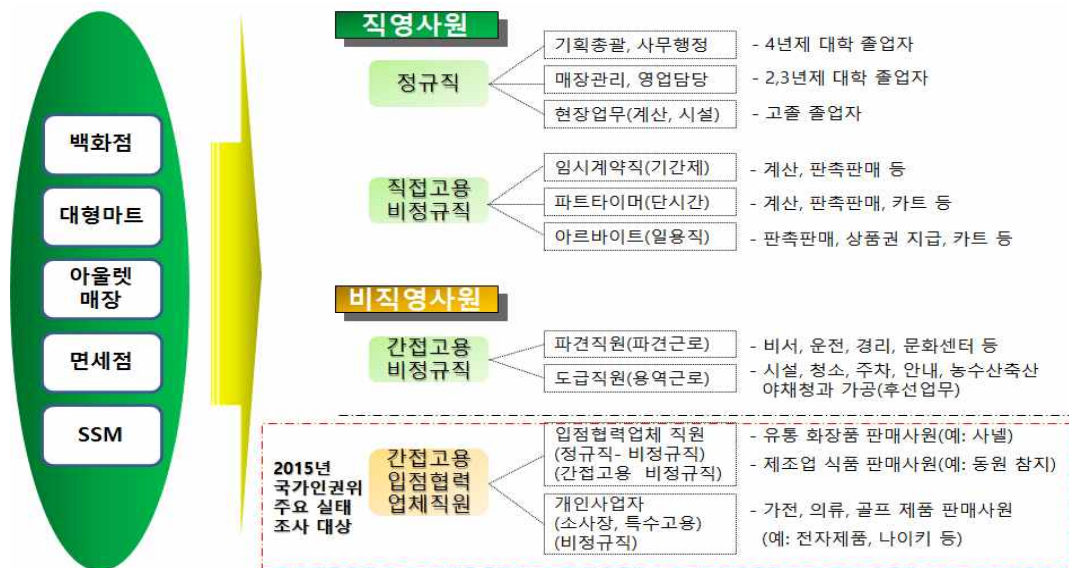 백화점
대형마트
아울렛
매장
면세점
SSM
직영사원
정규직
기획총괄, 사무행정
- 4년제 대학 졸업자
매장관리, 영업담당
- 2,3년제 대학 졸업자
현장업무(계산, 시설)
- 고졸 졸업자
직접고용
비정규직
임시계약직(기간제)
- 계산, 판촉판매 등
파트타이머(단시간)
- 계산, 판촉판매, 카트 등
아르바이트(일용직)
- 판촉판매, 상품권 지급, 카트 등
비직영사원
간접고용
비정규직
파견직원(파견근로)
- 비서, 운전, 경리, 문화센터 등
도급직원(용역근로)
- 시설, 청소, 주차, 안내, 농수산축산
야채청과 가공(후선업무)
2015년
국가인권위
주요 실태
조사 대상
간접고용
입점협력
업체직원
입점협력업체 직원
(정규직- 비정규직)
(간접고용 비정규직)
- 유통 화장품 판매사원(예: 샤넬)
- 제조업 식품 판매사원(예: 동원 참지)
개인사업자
(소사장, 특수고용)
(비정규직)
- 가전, 의류, 골프 제품 판매사원
(예: 전자제품, 나이키 등)